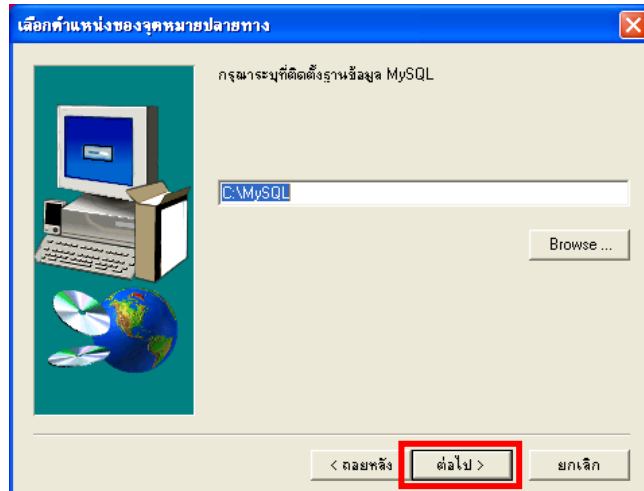 เลือกตำแหน่งของจุดหมายปลายทาง
กรุณาระบุที่ติดตั้งฐานข้อมูล MySQL
C:\MySQL
Browse ...
< ถอยหลัง
ต่อไป >
ยกเลิก